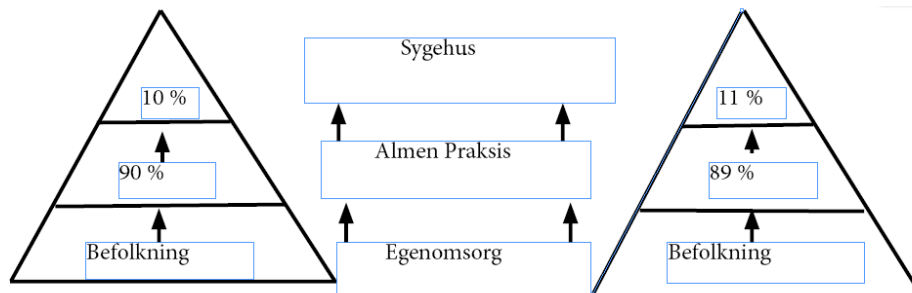 Sygehus
10 %
11 %
Almen Praksis
90 %
89 %
Befolkning
Egenomsorg
Befolkning